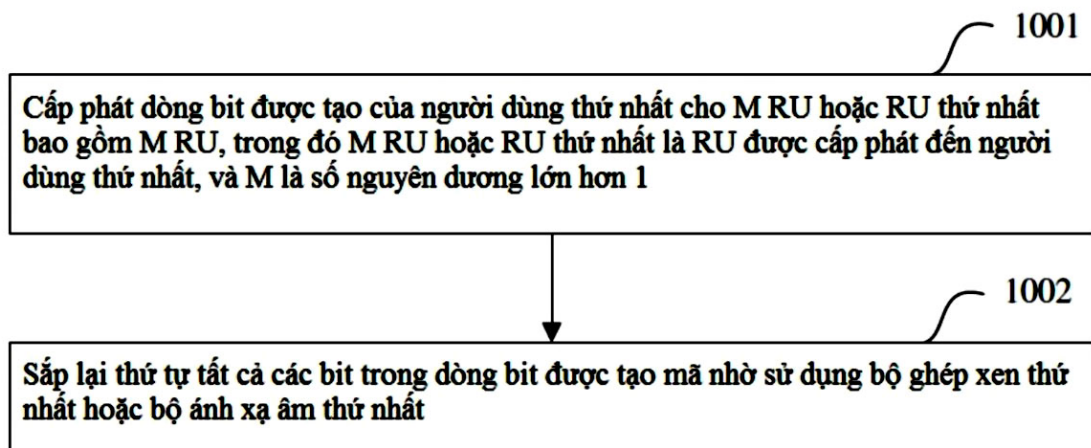 1001
Cấp phát dòng bit được tạo của người dùng thứ nhất cho M RU hoặc RU thứ nhất
bao gồm M RU, trong đó M RU hoặc RU thứ nhất là RU được cấp phát đến người
dùng thứ nhất, và M là số nguyên dương lớn hơn 1
1002
Sắp lại thứ tự tất cả các bit trong dòng bit được tạo mã nhờ sử dụng bộ ghép xen thứ
nhất hoặc bộ ánh xạ âm thứ nhất